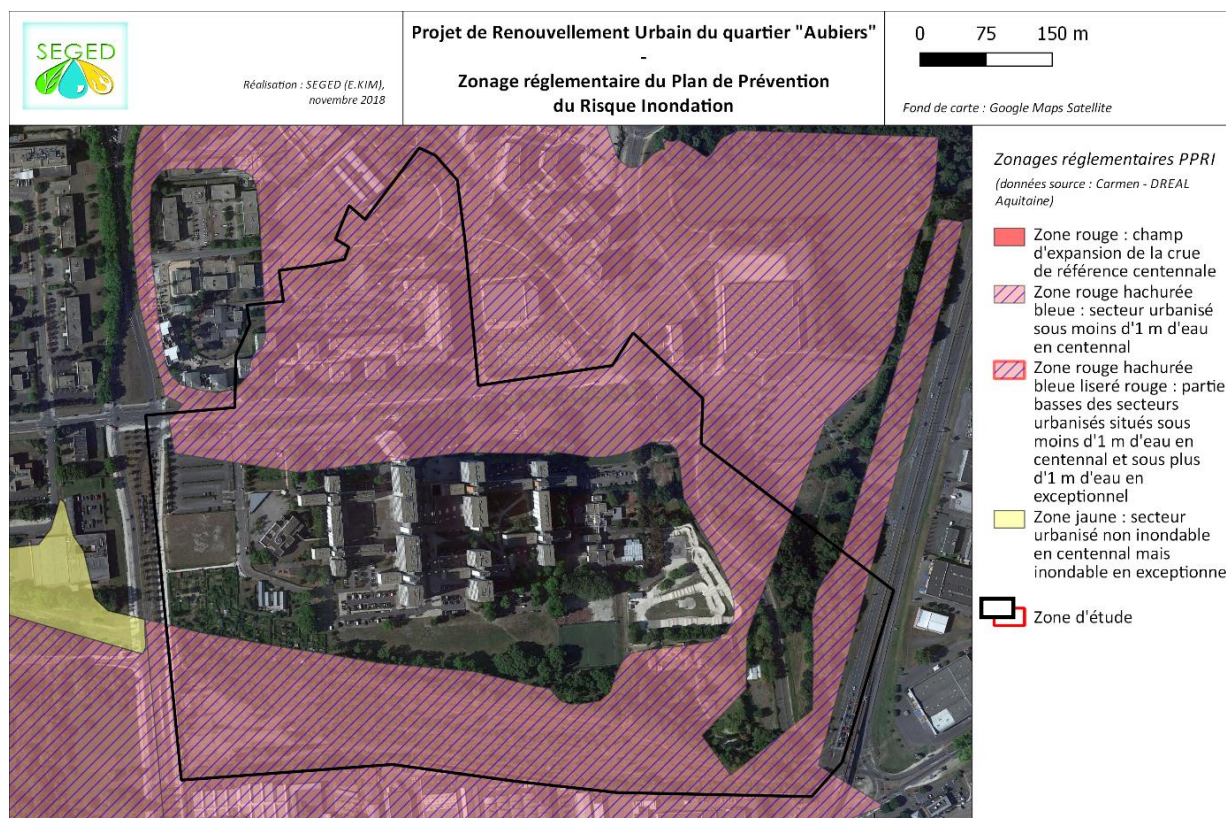 SEGED
Réalisation : SEGED (E.KIM),
novembre 2018
Projet de Renouvellement Urbain du quartier "Aubiers"
-
Zonage réglementaire du Plan de Prévention
du Risque Inondation
0 75 150 m
Fond de carte : Google Maps Satellite
Zonages réglementaires PPRI
(données source : Carmen - DREAL
Aquitaine)
Zone rouge : champ
d'expansion de la crue
de référence centennale
Zone rouge hachurée
bleue : secteur urbanisé
sous moins d'1 m d'eau
en centennal
Zone rouge hachurée
bleue liseré rouge : partie
basses des secteurs
urbanisés situés sous
moins d'1 m d'eau en
centennal et sous plus
d'1 m d'eau en
exceptionnel
Zone jaune : secteur
urbanisé non inondable
en centennal mais
inondable en exceptionne
Zone d'étude